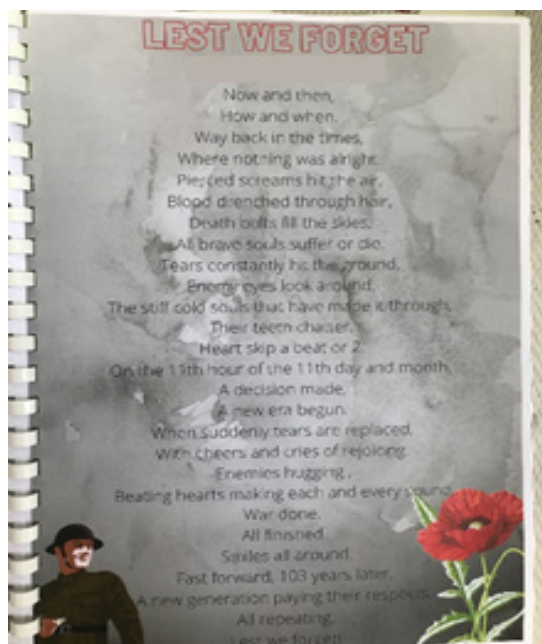 LEST WE FORGET
Now and then,
How and when,
Way back in the times,
Where nothing was alright.
Pierced screams hit the air,
Blood drenched through hair,
Death bolts fill the skies,
All brave souls suffer or die.
Tears constantly hit the ground,
Enemy eyes look around.
The stiff cold souls that have made it through,
Their teeth chatter,
Heart skip a beat or 2.
On the 11th hour of the 11th day and month,
A decision made,
A new era begun.
When suddenly tears are replaced,
With cheers and cries of rejoiong.
Enemies hugging,
Beating hearts making each and every sound.
War done.
All finished.
Smiles all around.
Fast forward, 103 years later,
A new generation paying their respects.
All repeating,
Lest we forget!